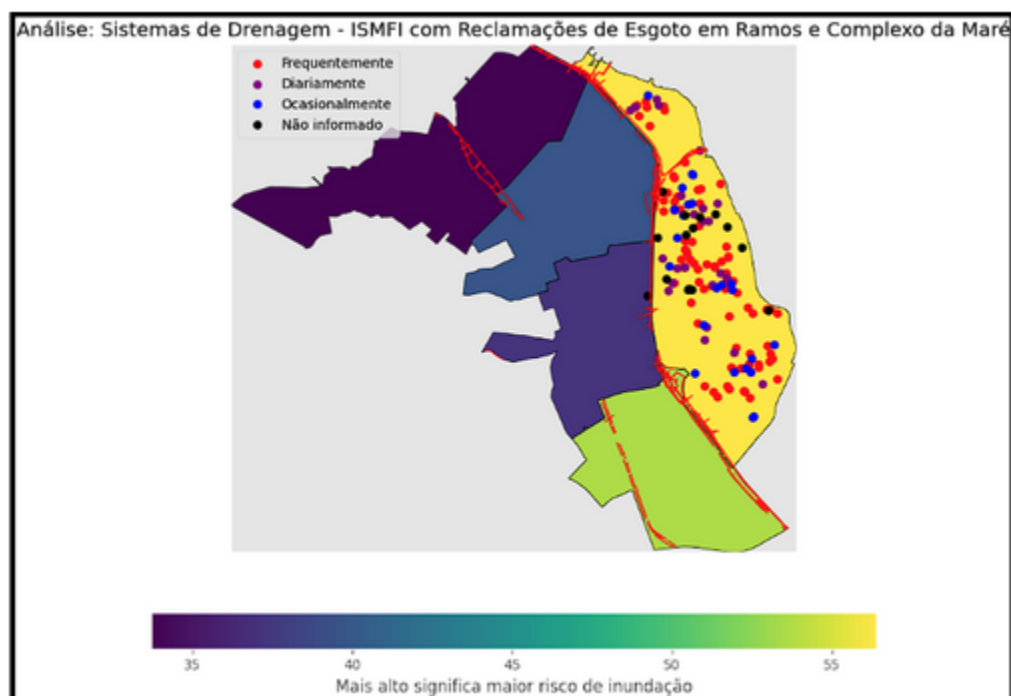 Análise: Sistemas de Drenagem - ISMFI com Reclamações de Esgoto em Ramos e Complexo da Maré
Frequentemente
Diariamente
Ocasionalmente
Não informado
35 40 45 50 55
Mais alto significa maior risco de inundação